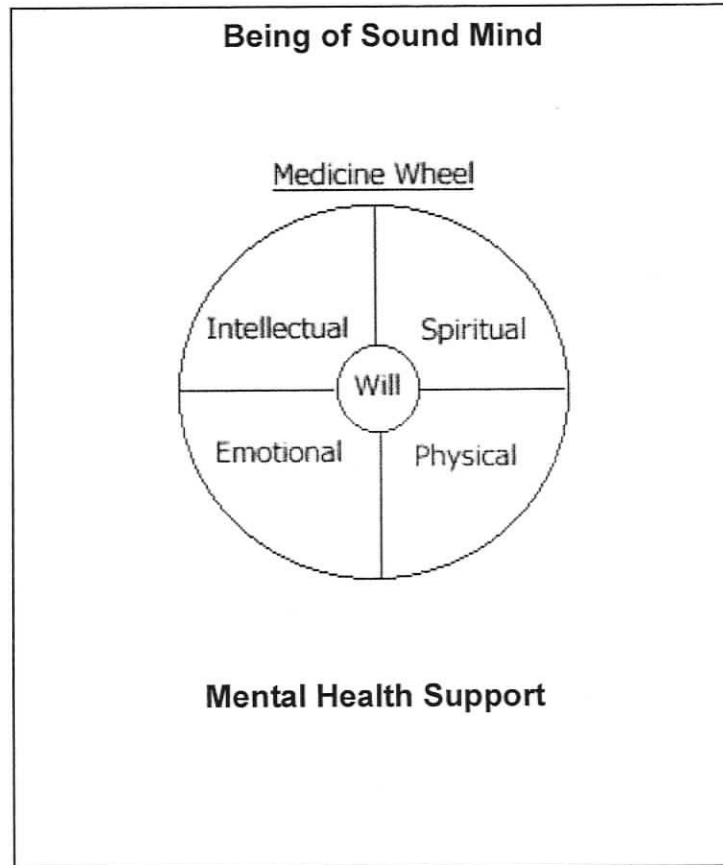 Being of Sound Mind
Medicine Wheel
Intellectual
Spiritual
Will
Emotional
Physical
Mental Health Support